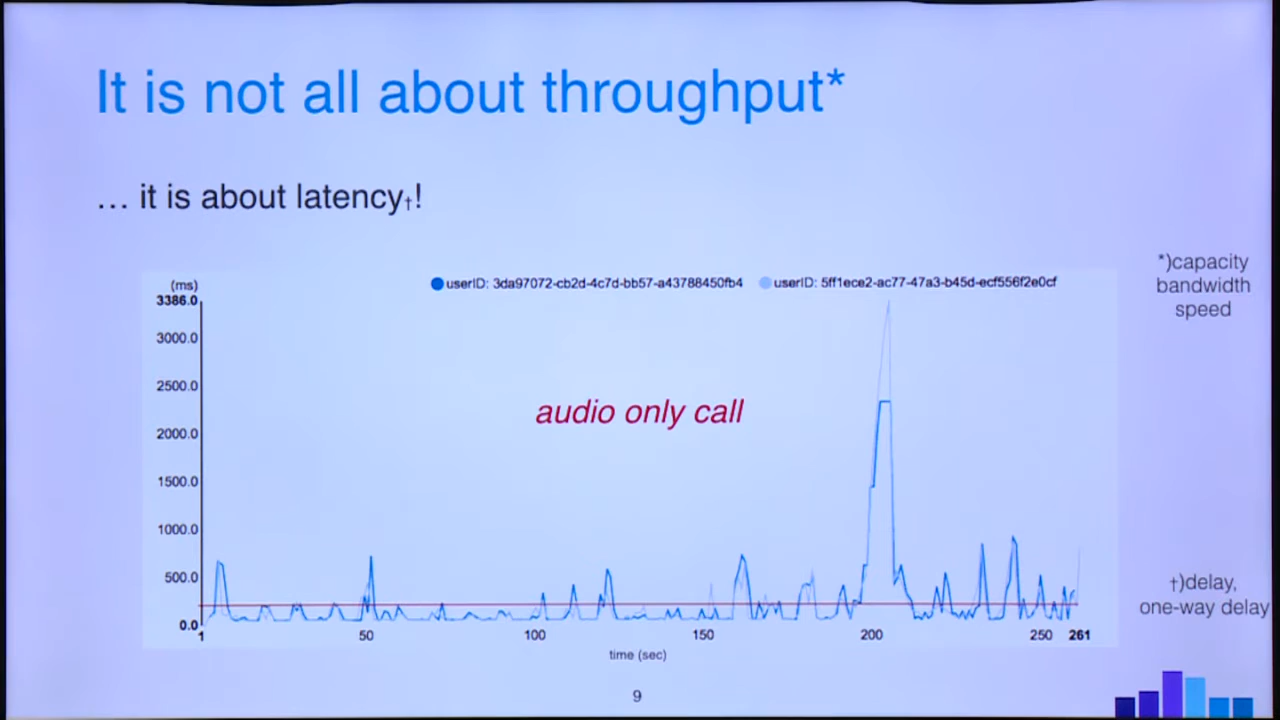 It is not all about throughput*
… it is about latency†!
*)capacity
bandwidth
speed
(ms)
userID: 3da97072-cb2d-4c7d-bb57-a43788450fb4
userID: 5ff1ece2-ac77-47a3-b45d-ecf556f2e0cf
3386.0
3000.0
2500.0
2000.0
1500.0
1000.0
500.0
0.0
audio only call
1 50 100 150 200 250 261
time (sec)
†)delay,
one-way delay
9